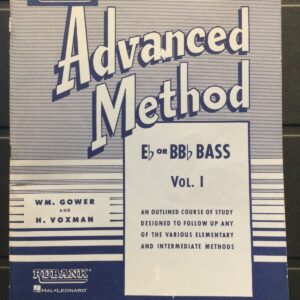 Advanced
Method
E♭ OR BB♭ BASS
VOL. I
WM. GOWER
AND
H. VOXMAN
AN OUTLINED COURSE OF STUDY
DESIGNED TO FOLLOW UP ANY
OF THE VARIOUS ELEMENTARY
AND INTERMEDIATE METHODS
RUBANK
HAL•LEONARD